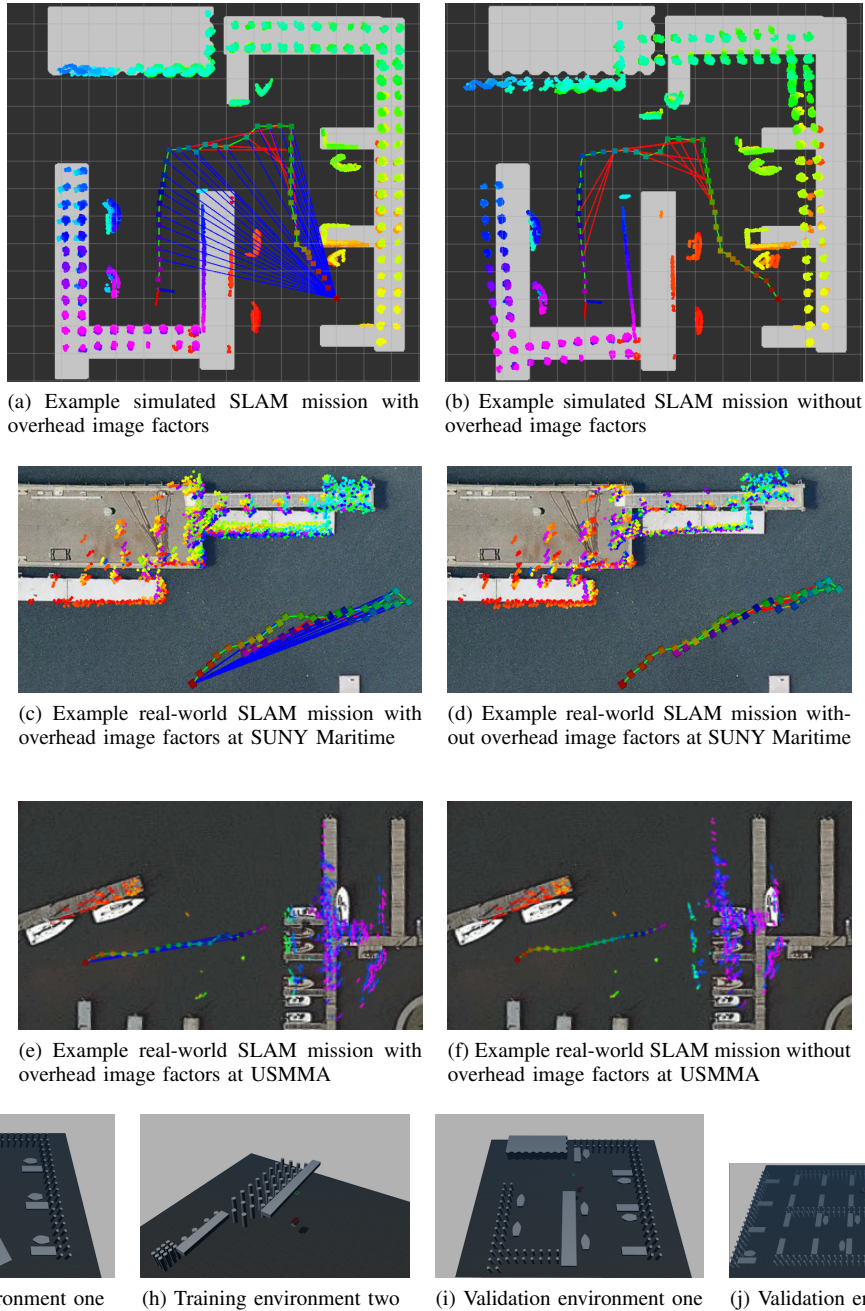 (a) Example simulated SLAM mission with
overhead image factors
(b) Example simulated SLAM mission without
overhead image factors
(c) Example real-world SLAM mission with
overhead image factors at SUNY Maritime
(d) Example real-world SLAM mission with-
out overhead image factors at SUNY Maritime
(e) Example real-world SLAM mission with
overhead image factors at USMMA
(f) Example real-world SLAM mission without
overhead image factors at USMMA
ronment one
(h) Training environment two
(i) Validation environment one
(j) Validation en